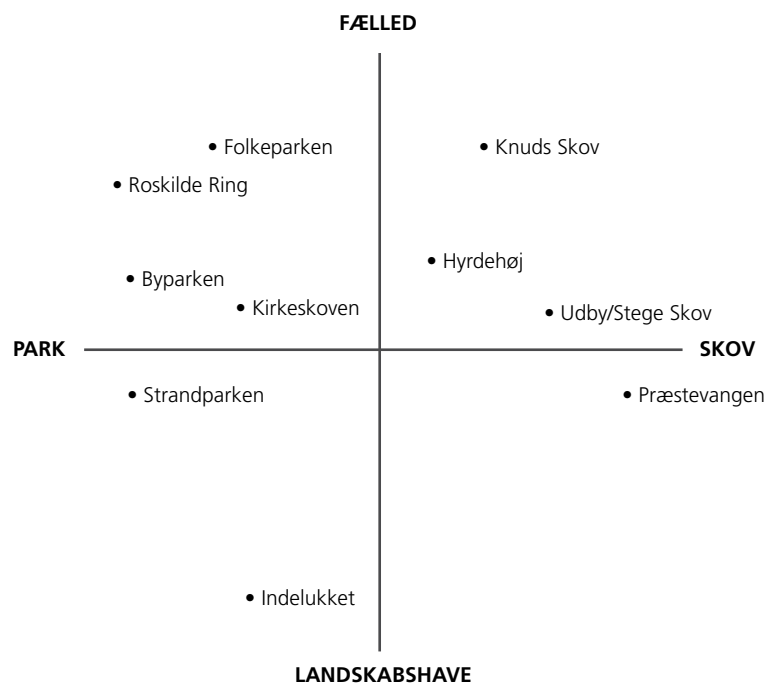 FÆLLED
• Folkeparken
• Knuds Skov
• Roskilde Ring
• Hyrdehøj
• Byparken
• Kirkeskoven
• Udby/Stege Skov
PARK
SKOV
• Strandparken
• Præstevangen
• Indelukket
LANDSKABSHAVE